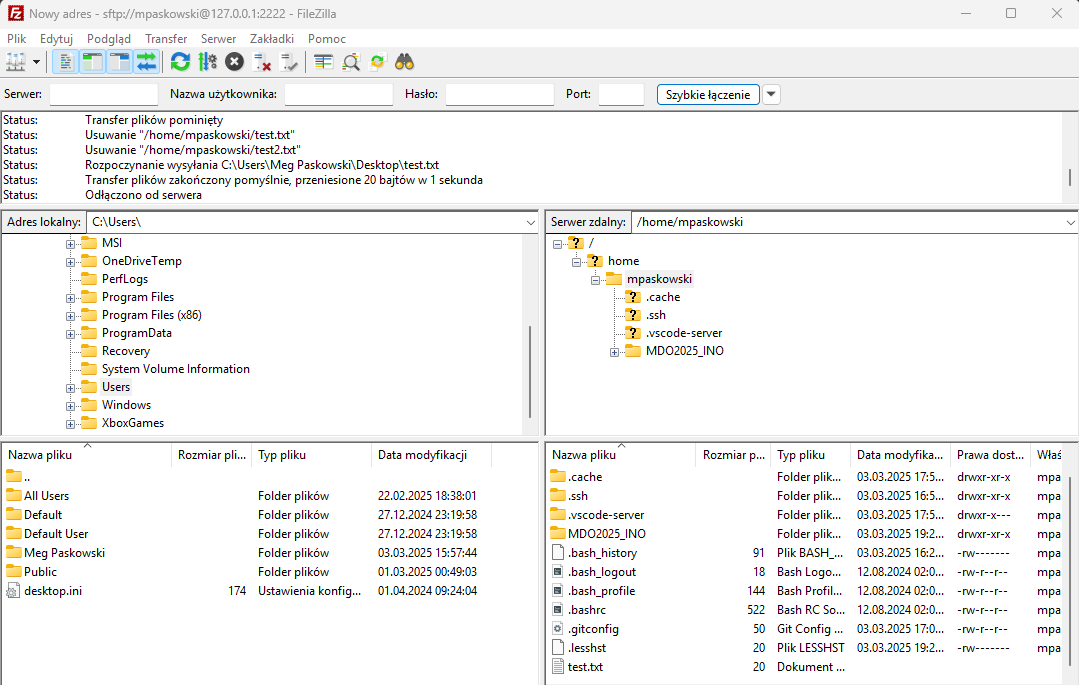 Nowy adres - sftp://mpaskowski@127.0.0.1:2222 - FileZilla
Plik Edytuj Podgląd Transfer Serwer Zakładki Pomoc
Serwer: Nazwa użytkownika: Hasło: Port: Szybkie łączenie
Status: Transfer plików pominięty
Status: Usuwanie "/home/mpaskowski/test.txt"
Status: Usuwanie "/home/mpaskowski/test2.txt"
Status: Rozpoczynanie wysyłania C:\Users\Meg Paskowski\Desktop\test.txt
Status: Transfer plików zakończony pomyślnie, przeniesione 20 bajtów w 1 sekunda
Status: Odłączono od serwera
Adres lokalny: C:\Users\
MSI
OneDriveTemp
PerfLogs
Program Files
Program Files (x86)
ProgramData
Recovery
System Volume Information
Users
Windows
XboxGames
Nazwa pliku Rozmiar pli... Typ pliku Data modyfikacji
..
All Users Folder plików 22.02.2025 18:38:01
Default Folder plików 27.12.2024 23:19:58
Default User Folder plików 27.12.2024 23:19:58
Meg Paskowski Folder plików 03.03.2025 15:57:44
Public Folder plików 01.03.2025 00:49:03
desktop.ini 174 Ustawienia konfig... 01.04.2024 09:24:04
Serwer zdalny: /home/mpaskowski
/
home
mpaskowski
.cache
.ssh
.vscode-server
MDO2025_INO
Nazwa pliku Rozmiar p... Typ pliku Data modyfika... Prawa dost... Właś
.cache Folder plik... 03.03.2025 17:5... drwxr-xr-x mpa
.ssh Folder plik... 03.03.2025 16:5... drwxr-xr-x mpa
.vscode-server Folder plik... 03.03.2025 17:5... drwxr-x--- mpa
MDO2025_INO Folder plik... 03.03.2025 19:2... drwxr-xr-x mpa
.bash_history 91 Plik BASH_... 03.03.2025 16:2... -rw------- mpa
.bash_logout 18 Bash Logo... 12.08.2024 02:0... -rw-r--r-- mpa
.bash_profile 144 Bash Profil... 12.08.2024 02:0... -rw-r--r-- mpa
.bashrc 522 Bash RC So... 12.08.2024 02:0... -rw-r--r-- mpa
.gitconfig 50 Git Config ... 03.03.2025 17:0... -rw-r--r-- mpa
.lesshst 20 Plik LESSHST 03.03.2025 19:2... -rw------- mpa
test.txt 20 Dokument ...